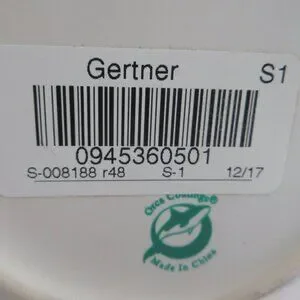 Gertner S1
0945360501
S-008188 r48 S-1 12/17
Orca Coatings®
Made In China